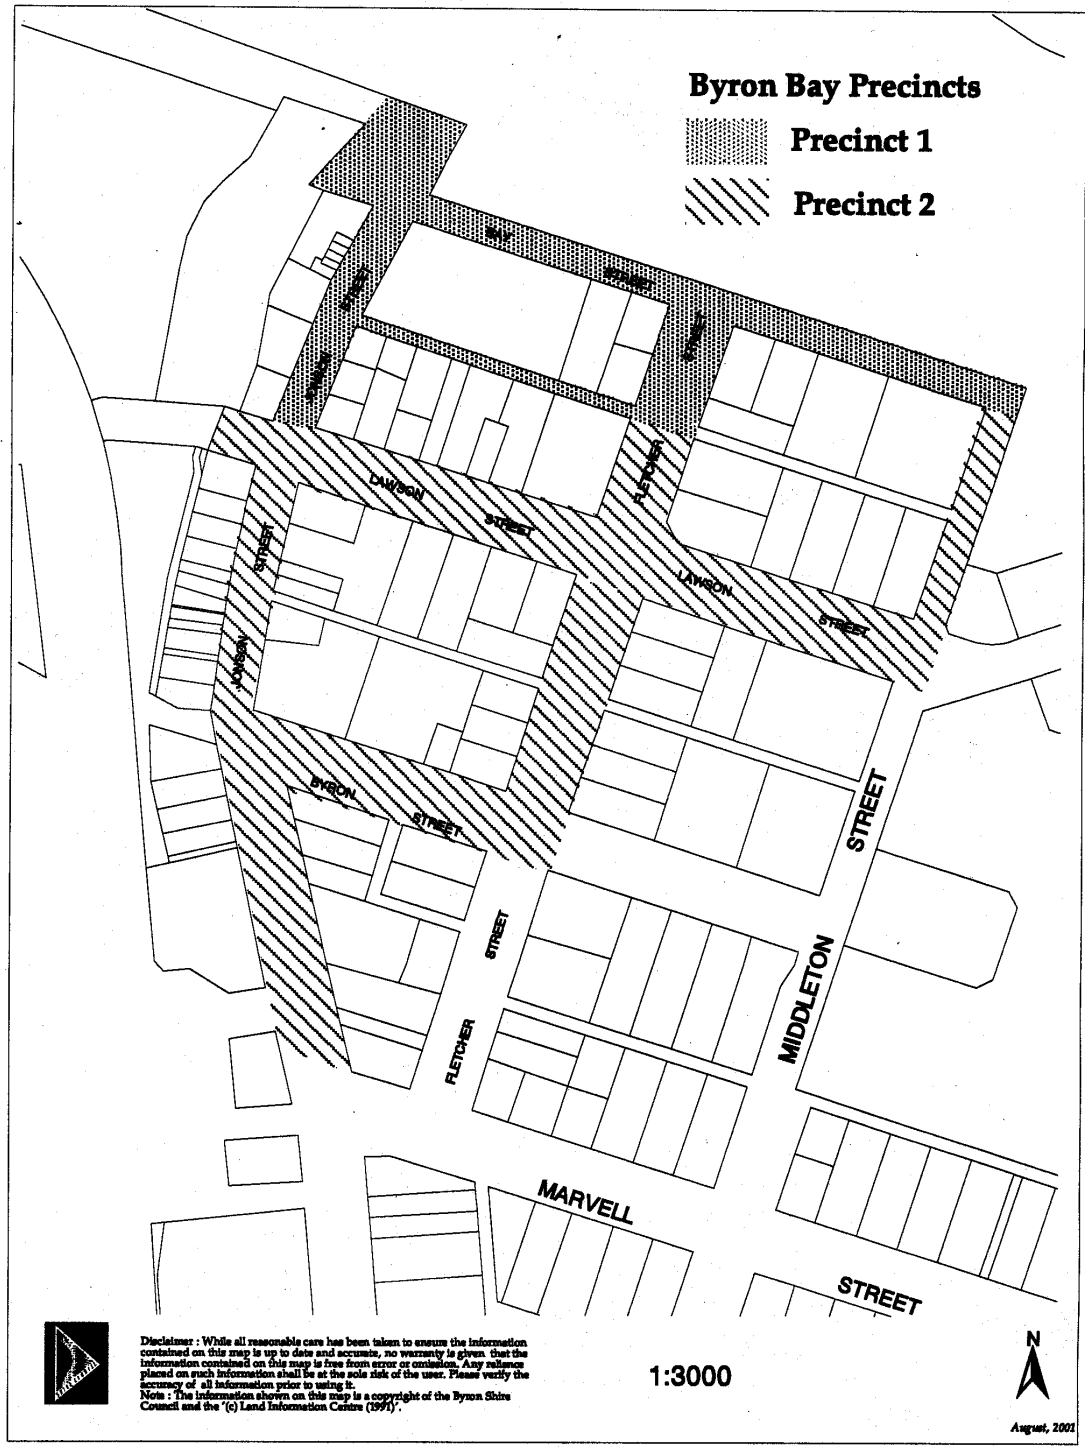 Byron Bay Precincts
Precinct 1
Precinct 2
BAY
STREET
STREET
STREET
JONSON
FLETCHER
LAWSON
STREET
STREET
LAWSON
STREET
JONSON
BYRON
STREET
STREET
STREET
MIDDLETON
FLETCHER
MARVELL
STREET
Disclaimer : While all reasonable care has been taken to ensure the information
contained on this map is up to date and accurate, no warranty is given that the
information contained on this map is free from error or omission. Any reliance
placed on such information shall be at the sole risk of the user. Please verify the
accuracy of all information prior to using it.
Note : The information shown on this map is a copyright of the Byron Shire
Council and the '(c) Land Information Centre (1991)'.
1:3000
N
August, 2001